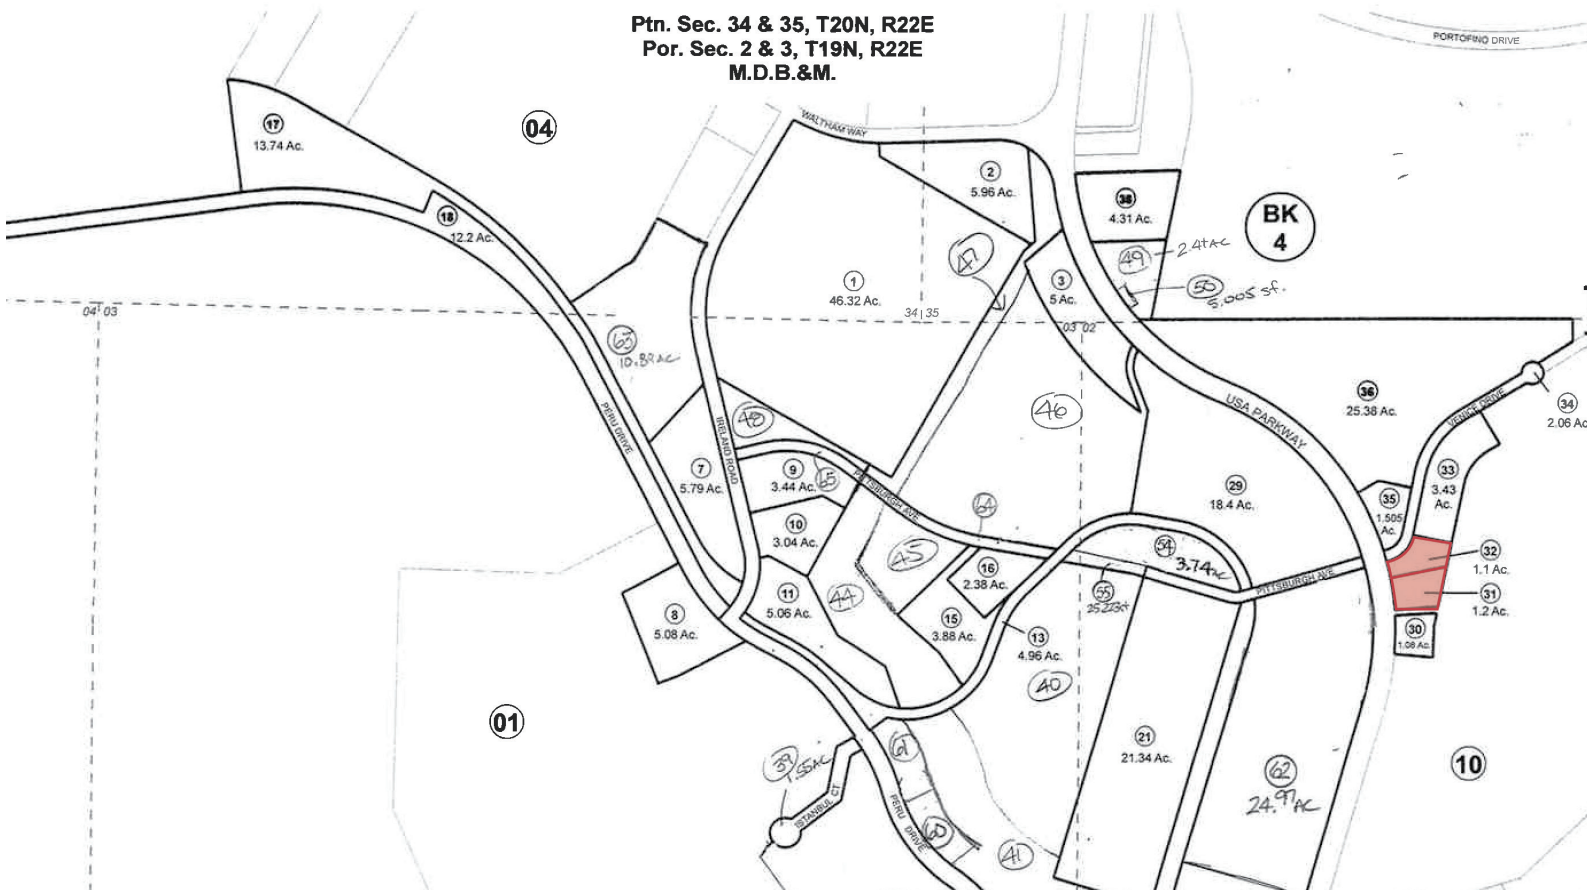 Ptn. Sec. 34 & 35, T20N, R22E
Por. Sec. 2 & 3, T19N, R22E
M.D.B.&M.
PORTOFINO DRIVE
17
13.74 Ac.
04
WALTHAM WAY
2
5.96 Ac.
38
4.31 Ac.
BK
4
18
12.2 Ac.
47
49
2.41 AC
50
5,005 sf.
1
46.32 Ac.
3
5 Ac.
04 03
34 35
03 02
63
10.89 AC
PERU DRIVE
IRELAND ROAD
48
46
USA PARKWAY
36
25.38 Ac.
VENICE DRIVE
34
2.06 Ac
7
5.79 Ac.
9
3.44 Ac.
65
PITTSBURGH AVE
64
29
18.4 Ac.
35
1.505
Ac.
33
3.43
Ac.
10
3.04 Ac.
45
16
2.38 Ac.
54
3.74 AC
55
PITTSBURGH AVE
32
1.1 Ac.
31
1.2 Ac.
8
5.08 Ac.
11
5.06 Ac.
44
15
3.88 Ac.
13
4.96 Ac.
30
1.08 Ac.
40
01
39
1.55 AC
ISTANBUL CT
61
PERU DRIVE
60
41
21
21.34 Ac.
62
24.97 AC
10